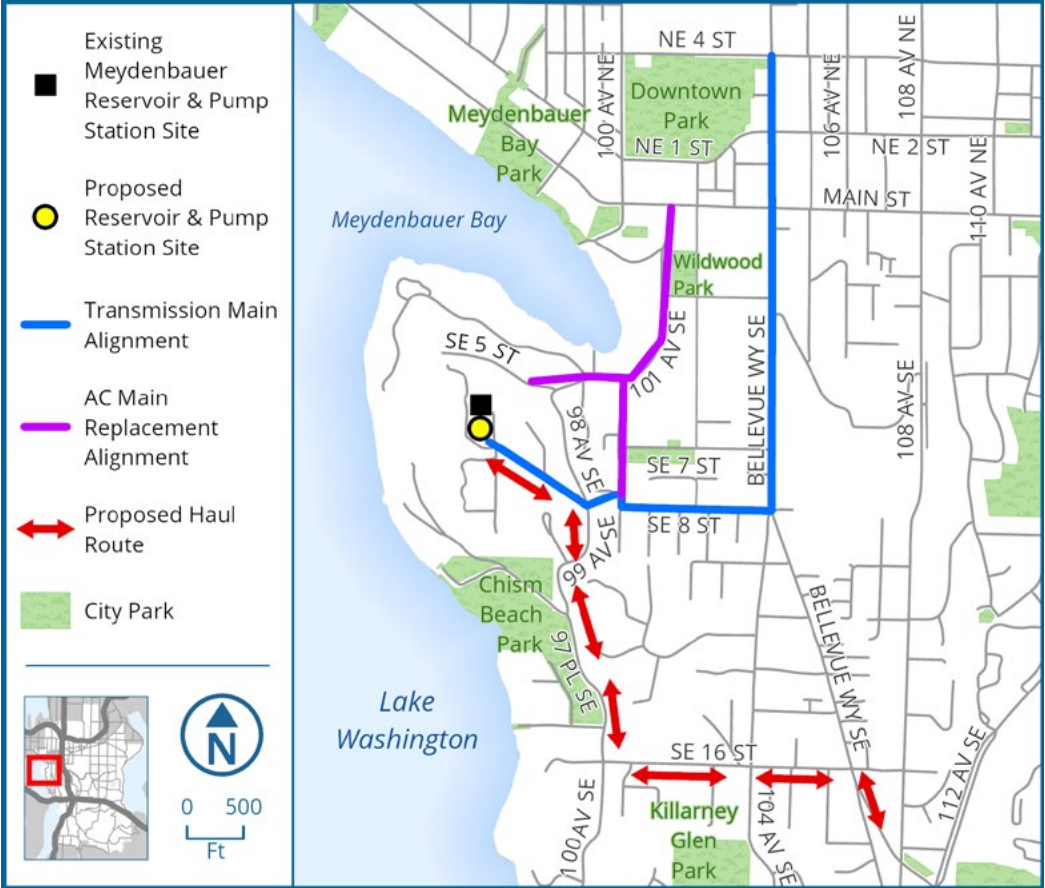 Existing
Meydenbauer
Reservoir & Pump
Station Site
Proposed
Reservoir & Pump
Station Site
Transmission Main
Alignment
AC Main
Replacement
Alignment
Proposed Haul
Route
City Park
N
0 500
Ft
NE 4 ST
100 AV NE
106 AV NE
108 AV NE
Downtown
Park
Meydenbauer
Bay
Park
NE 1 ST
NE 2 ST
110 AV NE
MAIN ST
Meydenbauer Bay
Wildwood
Park
SE 5 ST
101 AV SE
BELLEVUE WY SE
108 AV SE
98 AV SE
SE 7 ST
SE 8 ST
99 AV SE
Chism
Beach
Park
97 PL SE
BELLEVUE WY SE
Lake
Washington
SE 16 ST
112 AV SE
100 AV SE
Killarney
Glen
Park
104 AV SE